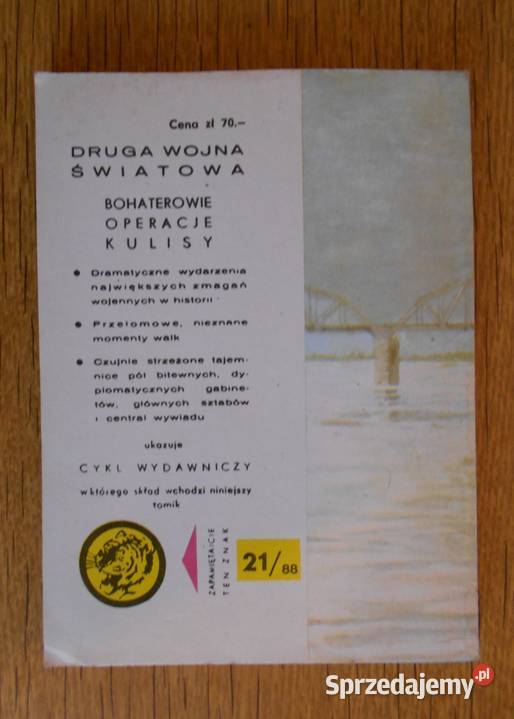 Cena zł 70.–
DRUGA WOJNA
ŚWIATOWA
BOHATEROWIE
OPERACJE
KULISY
● Dramatyczne wydarzenia
największych zmagań
wojennych w historii
● Przełomowe, nieznane
momenty walk
● Czujnie strzeżone tajem-
nice pól bitewnych, dy-
plomatycznych gabine-
tów, głównych sztabów
i central wywiadu
ukazuje
CYKL WYDAWNICZY
w którego skład wchodzi niniejszy
tomik
ZAPAMIĘTAJCIE
TEN ZNAK
21/88
Sprzedajemy.pl